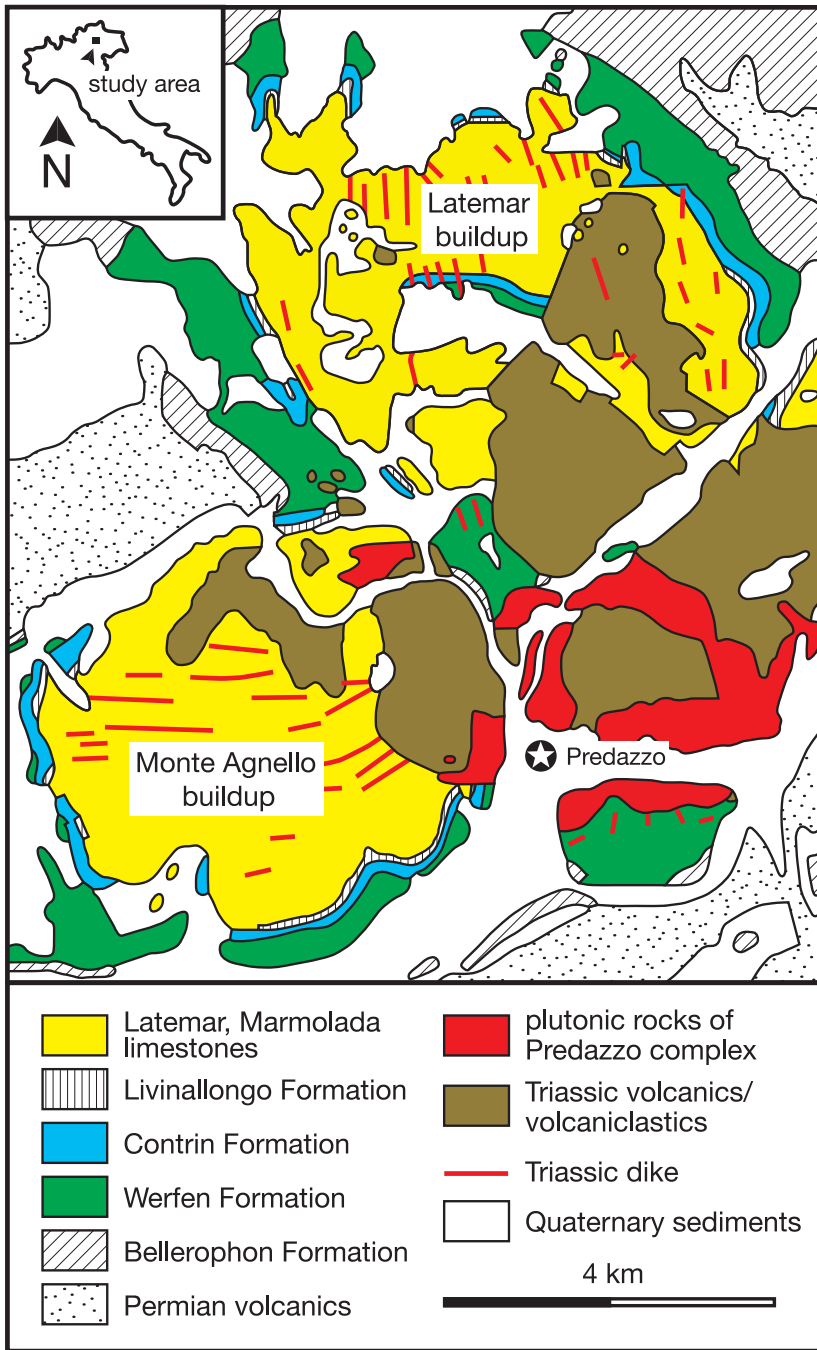 study area
N
Latemar
buildup
Monte Agnello
buildup
Predazzo
Latemar, Marmolada
limestones
Livinallongo Formation
Contrin Formation
Werfen Formation
Bellerophon Formation
Permian volcanics
plutonic rocks of
Predazzo complex
Triassic volcanics/
volcaniclastics
Triassic dike
Quaternary sediments
4 km